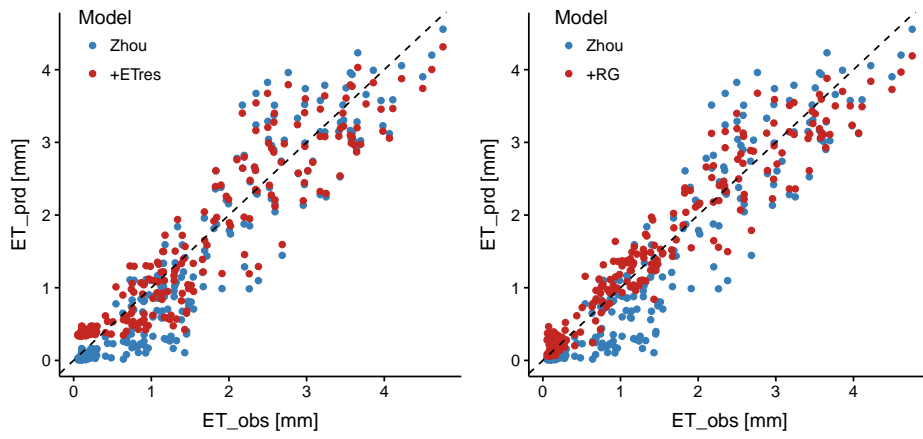 Model
Zhou
+ETres
ET_prd [mm]
4
3
2
1
0
0 1 2 3 4
ET_obs [mm]
Model
Zhou
+RG
ET_prd [mm]
4
3
2
1
0
0 1 2 3 4
ET_obs [mm]